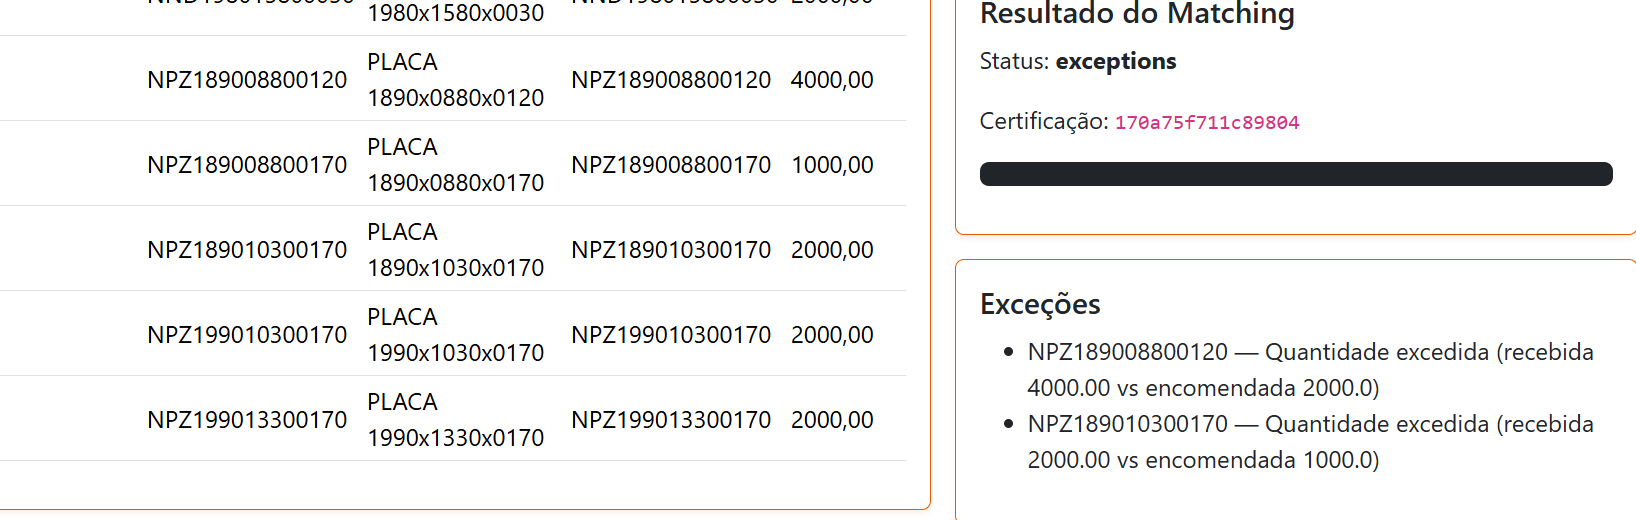 1980x1580x0030
PLACA
NPZ189008800120 1890x0880x0120 NPZ189008800120 4000,00
PLACA
NPZ189008800170 1890x0880x0170 NPZ189008800170 1000,00
PLACA
NPZ189010300170 1890x1030x0170 NPZ189010300170 2000,00
PLACA
NPZ199010300170 1990x1030x0170 NPZ199010300170 2000,00
PLACA
NPZ199013300170 1990x1330x0170 NPZ199013300170 2000,00
Resultado do Matching
Status: exceptions
Certificação: 170a75f711c89804
Exceções
NPZ189008800120 — Quantidade excedida (recebida
4000.00 vs encomendada 2000.0)
NPZ189010300170 — Quantidade excedida (recebida
2000.00 vs encomendada 1000.0)